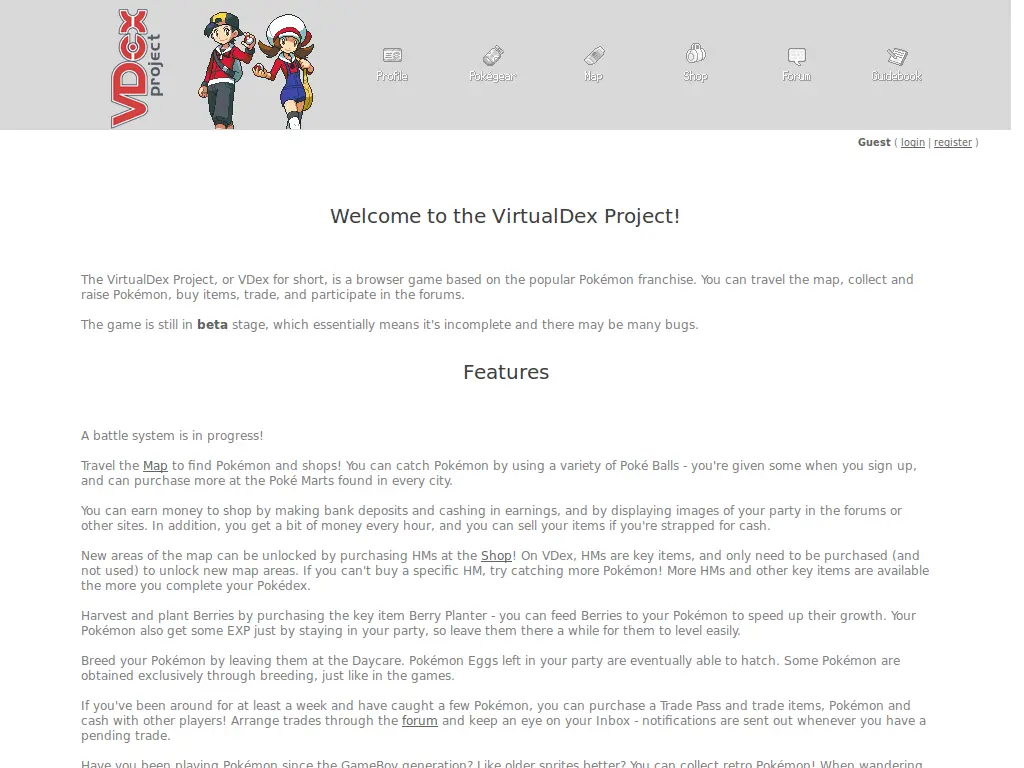 VDex
project
Profile
Pokégear
Map
Shop
Forum
Guidebook
Guest ( login | register )
Welcome to the VirtualDex Project!
The VirtualDex Project, or VDex for short, is a browser game based on the popular Pokémon franchise. You can travel the map, collect and
raise Pokémon, buy items, trade, and participate in the forums.
The game is still in beta stage, which essentially means it's incomplete and there may be many bugs.
Features
A battle system is in progress!
Travel the Map to find Pokémon and shops! You can catch Pokémon by using a variety of Poké Balls - you're given some when you sign up,
and can purchase more at the Poké Marts found in every city.
You can earn money to shop by making bank deposits and cashing in earnings, and by displaying images of your party in the forums or
other sites. In addition, you get a bit of money every hour, and you can sell your items if you're strapped for cash.
New areas of the map can be unlocked by purchasing HMs at the Shop! On VDex, HMs are key items, and only need to be purchased (and
not used) to unlock new map areas. If you can't buy a specific HM, try catching more Pokémon! More HMs and other key items are available
the more you complete your Pokédex.
Harvest and plant Berries by purchasing the key item Berry Planter - you can feed Berries to your Pokémon to speed up their growth. Your
Pokémon also get some EXP just by staying in your party, so leave them there a while for them to level easily.
Breed your Pokémon by leaving them at the Daycare. Pokémon Eggs left in your party are eventually able to hatch. Some Pokémon are
obtained exclusively through breeding, just like in the games.
If you've been around for at least a week and have caught a few Pokémon, you can purchase a Trade Pass and trade items, Pokémon and
cash with other players! Arrange trades through the forum and keep an eye on your Inbox - notifications are sent out whenever you have a
pending trade.
Have you been playing Pokémon since the GameBoy generation? Like older sprites better? You can collect retro Pokémon! When wandering